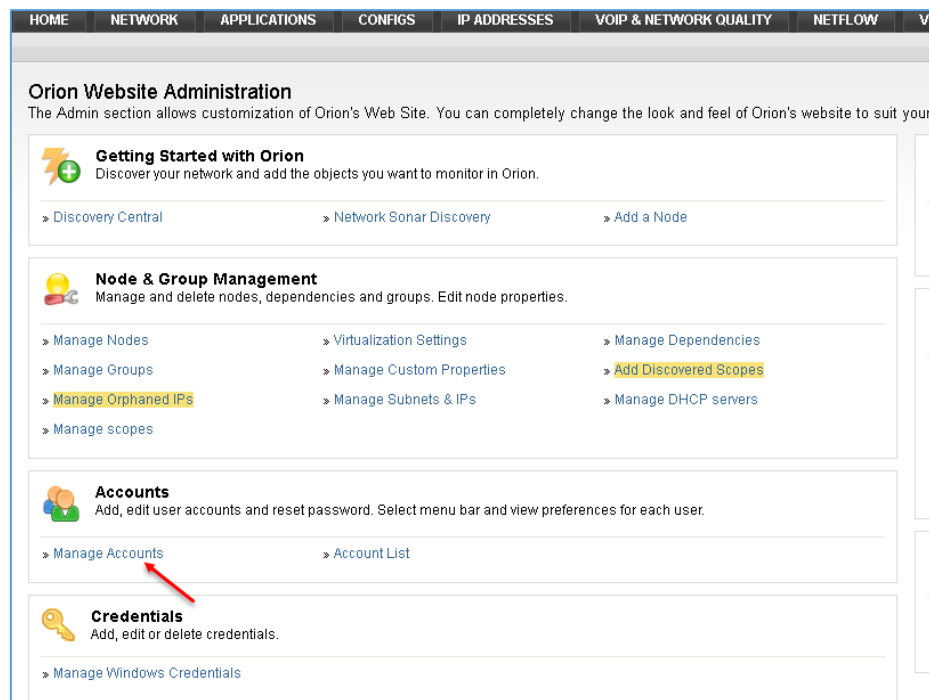 HOME NETWORK APPLICATIONS CONFIGS IP ADDRESSES VOIP & NETWORK QUALITY NETFLOW V
Orion Website Administration
The Admin section allows customization of Orion's Web Site. You can completely change the look and feel of Orion's website to suit your
Getting Started with Orion
Discover your network and add the objects you want to monitor in Orion.
» Discovery Central » Network Sonar Discovery » Add a Node
Node & Group Management
Manage and delete nodes, dependencies and groups. Edit node properties.
» Manage Nodes » Virtualization Settings » Manage Dependencies
» Manage Groups » Manage Custom Properties » Add Discovered Scopes
» Manage Orphaned IPs » Manage Subnets & IPs » Manage DHCP servers
» Manage scopes
Accounts
Add, edit user accounts and reset password. Select menu bar and view preferences for each user.
» Manage Accounts » Account List
Credentials
Add, edit or delete credentials.
» Manage Windows Credentials